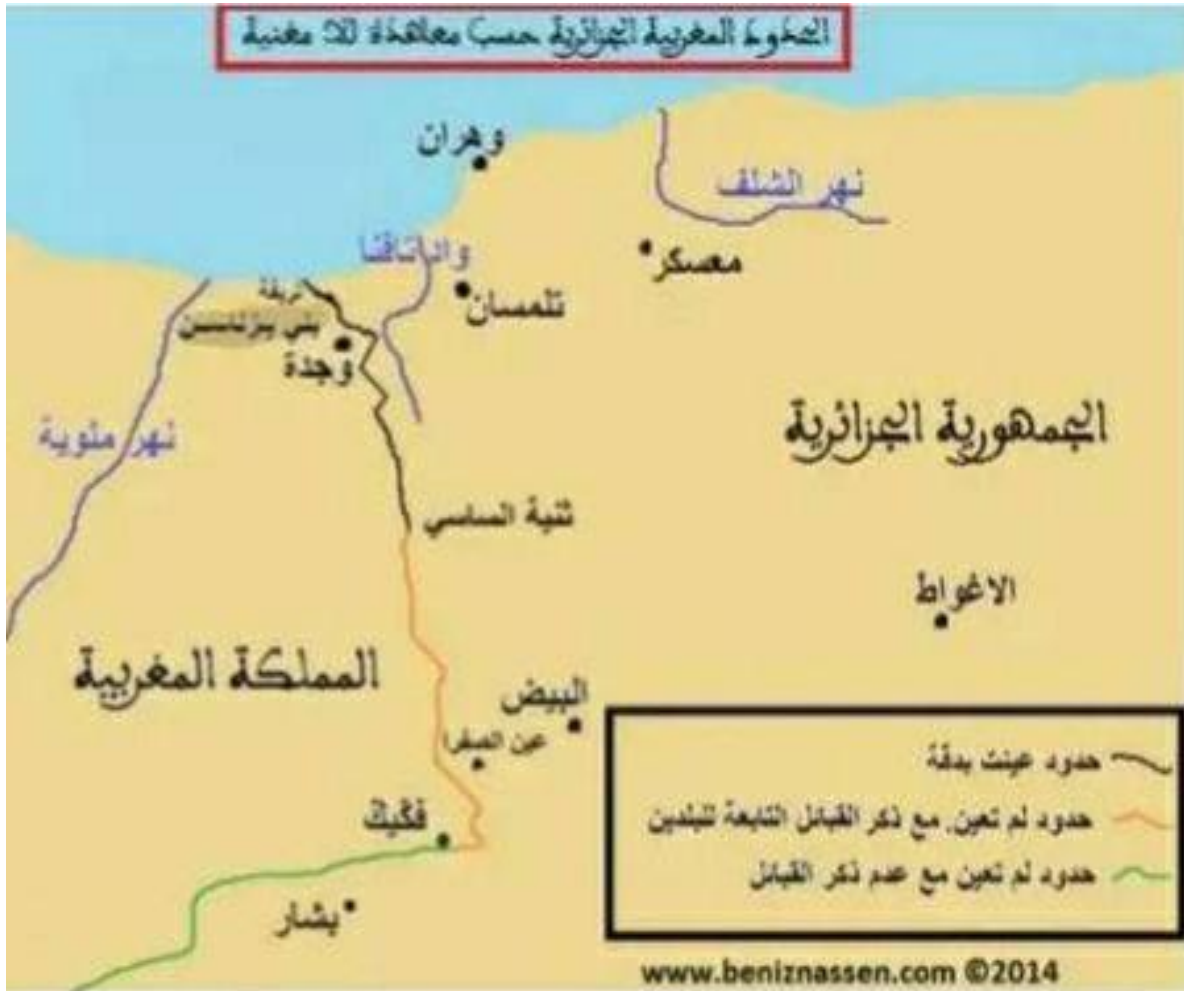 الحدود المغربية الجزائرية حسب معاهدة للا مغنية
وهران
نهر الشلف
معسكر
تلمسان
بني يزناسن
وجدة
نهر ملوية
الجمهورية الجزائرية
ثنية الساسي
الاغواط
المملكة المغربية
البيض
عين الصفرا
فكيك
بشار
حدود عينت بدقة
حدود لم تعين, مع ذكر القبائل التابعة للبلدين
حدود لم تعين مع عدم ذكر القبائل
www.beniznassen.com ©2014